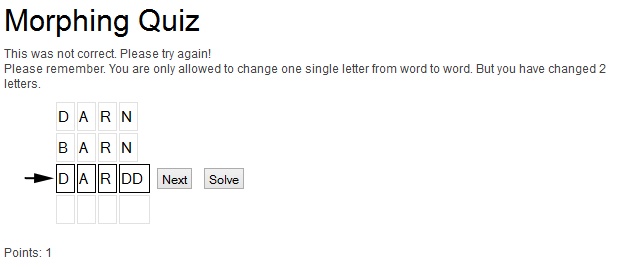 Morphing Quiz
This was not correct. Please try again!
Please remember. You are only allowed to change one single letter from word to word. But you have changed 2
letters.
D A R N
B A R N
D A R DD Next Solve
Points: 1